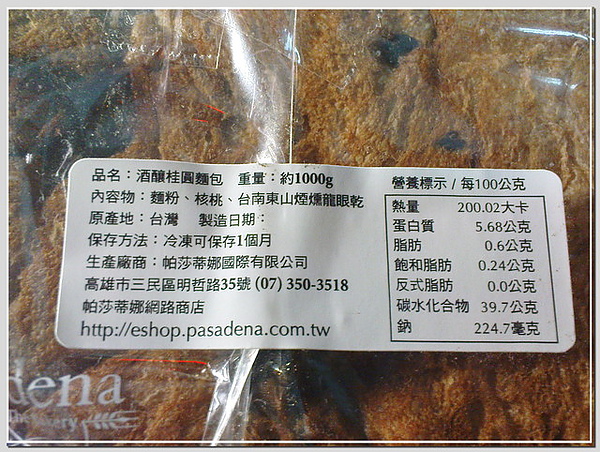 品名：酒釀桂圓麵包 重量：約1000g
內容物：麵粉、核桃、台南東山煙燻龍眼乾
原產地：台灣 製造日期：
保存方法：冷凍可保存1個月
生產廠商：帕莎蒂娜國際有限公司
高雄市三民區明哲路35號 (07) 350-3518
帕莎蒂娜網路商店
http://eshop.pasadena.com.tw
營養標示 / 每100公克
熱量 200.02大卡
蛋白質 5.68公克
脂肪 0.6公克
飽和脂肪 0.24公克
反式脂肪 0.0公克
碳水化合物 39.7公克
鈉 224.7毫克
dena